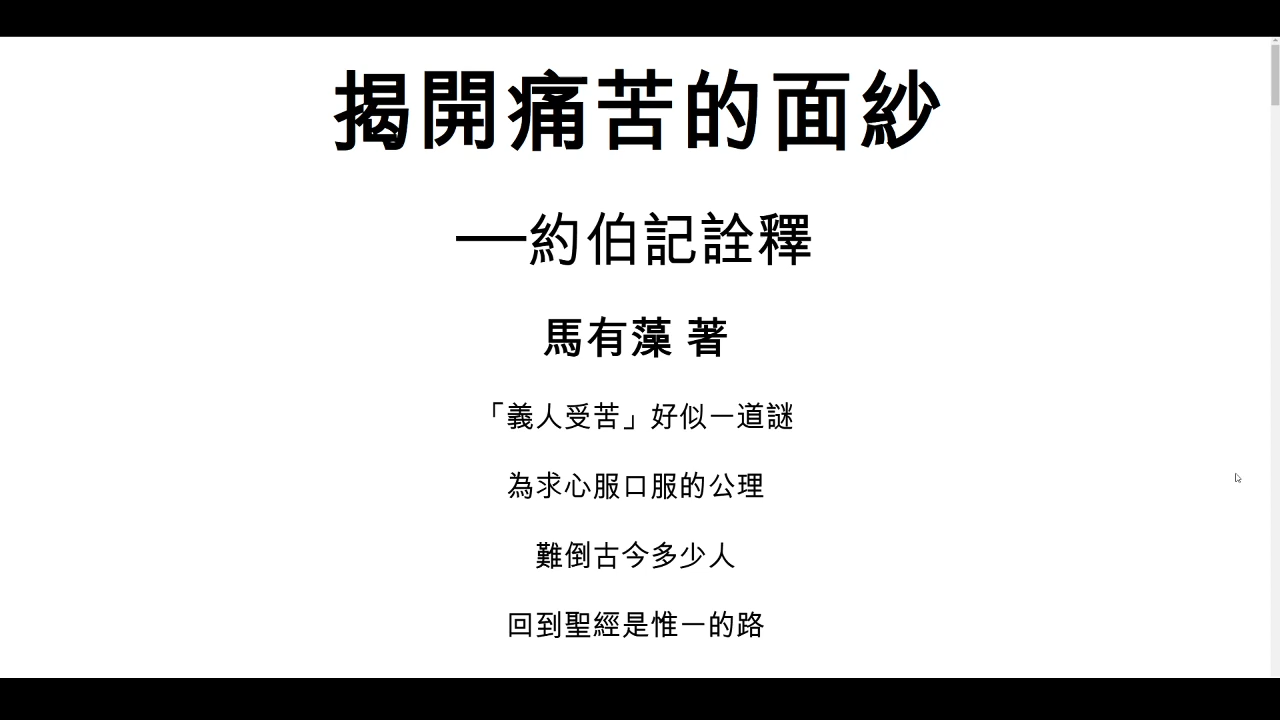 揭開痛苦的面紗
──約伯記詮釋
馬有藻 著
「義人受苦」好似一道謎
為求心服口服的公理
難倒古今多少人
回到聖經是惟一的路